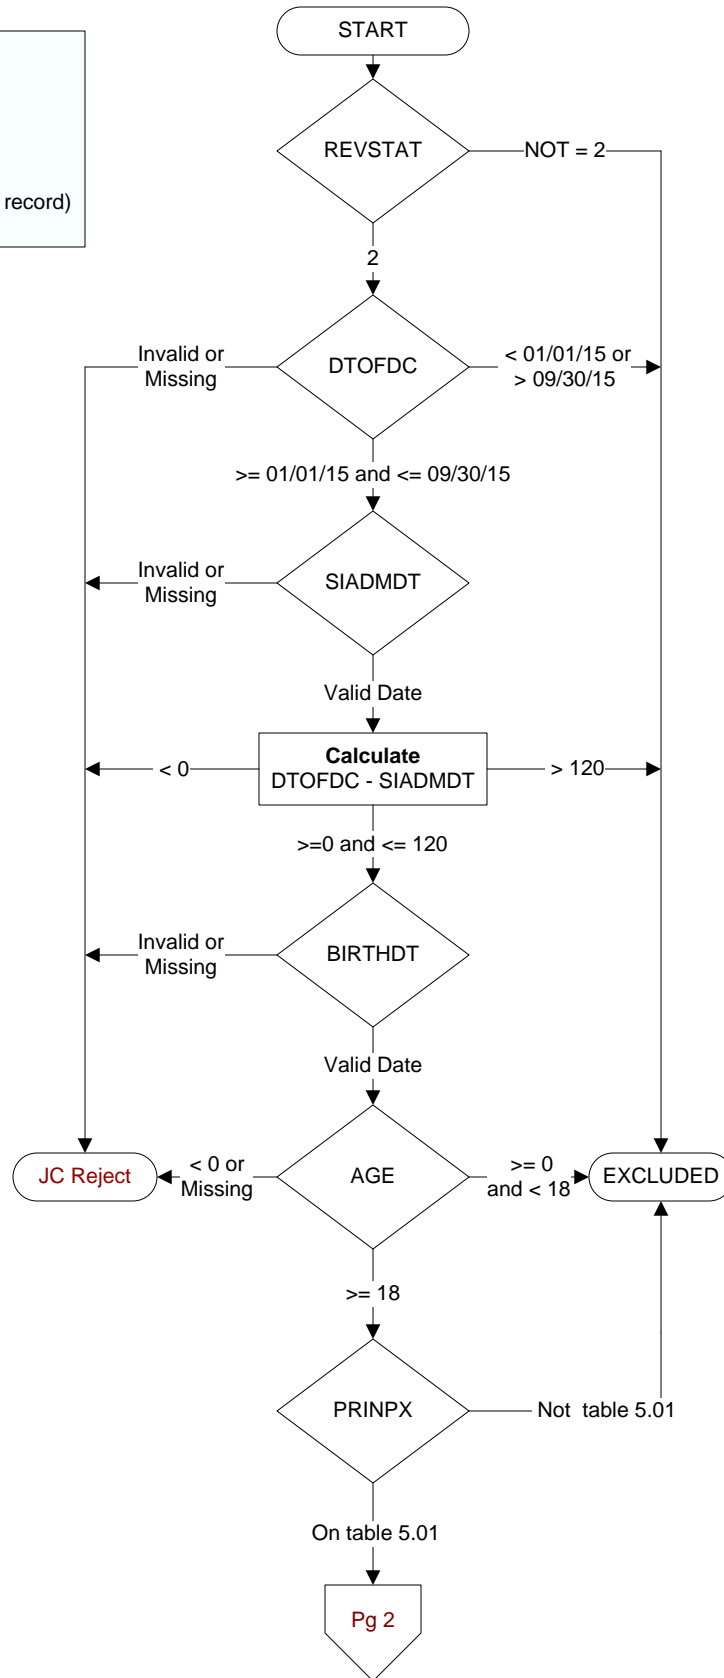 START
record)
REVSTAT
NOT = 2
2
Invalid or
Missing
DTOFDC
< 01/01/15 or
> 09/30/15
>= 01/01/15 and <= 09/30/15
Invalid or
Missing
SIADMDT
Valid Date
< 0
Calculate
DTOFDC - SIADMDT
> 120
>=0 and <= 120
Invalid or
Missing
BIRTHDT
Valid Date
JC Reject
< 0 or
Missing
AGE
>= 0
and < 18
EXCLUDED
>= 18
PRINPX
Not table 5.01
On table 5.01
Pg 2